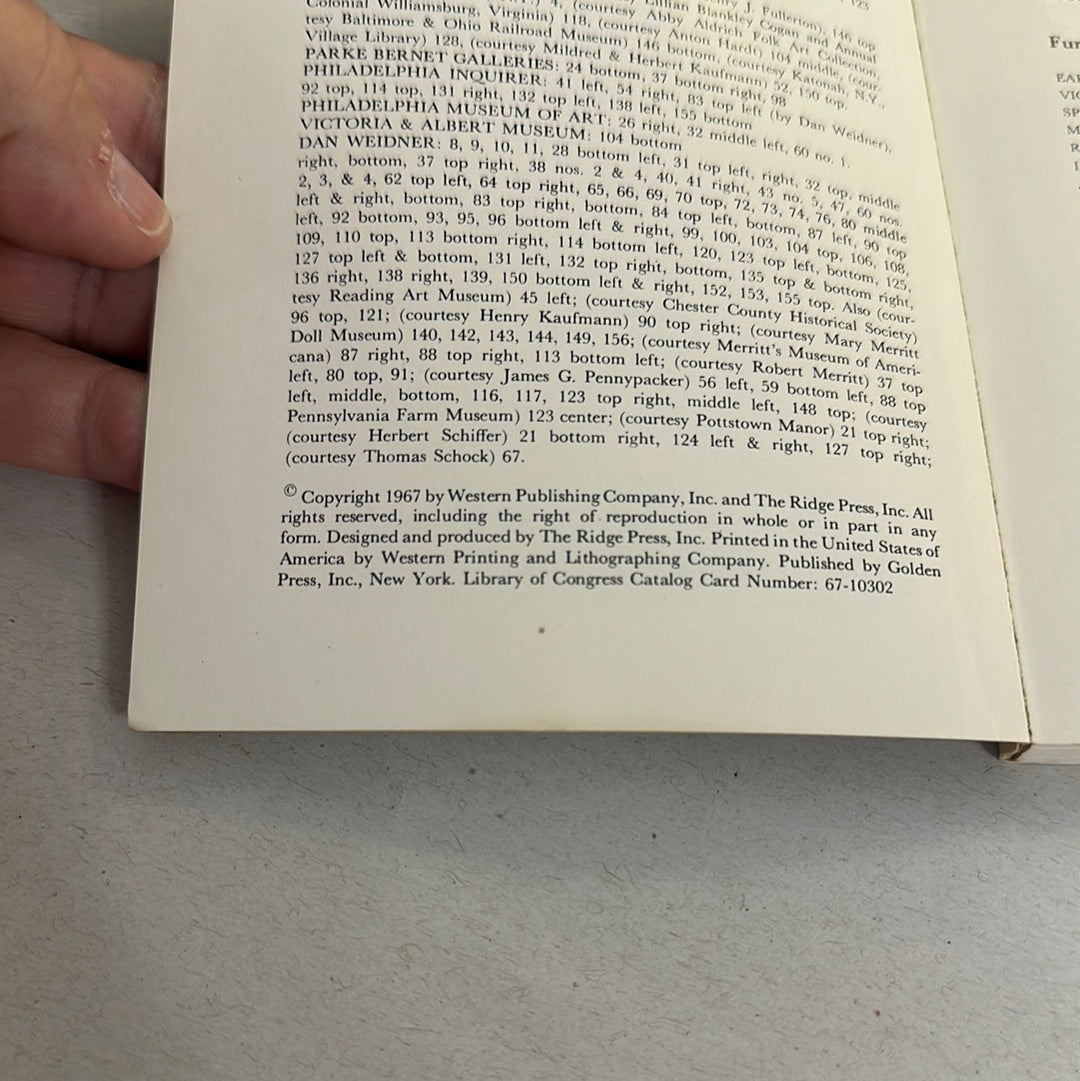 nry J. Fullerton), 146 top
Lillian Blankley Cogan and Annual
4, (courtesy Abby Aldrich Folk Art Collection,
Colonial Williamsburg, Virginia) 118, (courtesy Anton Hardt) 104 middle, (cour-
tesy Baltimore & Ohio Railroad Museum) 146 bottom, (courtesy Katonah, N.Y.,
Village Library) 128, (courtesy Mildred & Herbert Kaufmann) 52, 150 top.
PARKE BERNET GALLERIES: 24 bottom, 37 bottom right, 98
PHILADELPHIA INQUIRER: 41 left, 54 right, 83 top left (by Dan Weidner),
92 top, 114 top, 131 right, 132 top left, 138 left, 155 bottom
PHILADELPHIA MUSEUM OF ART: 26 right, 32 middle left, 60 no. 1.
VICTORIA & ALBERT MUSEUM: 104 bottom
DAN WEIDNER: 8, 9, 10, 11, 28 bottom left, 31 top left, right, 32 top, middle
right, bottom, 37 top right, 38 nos. 2 & 4, 40, 41 right, 43 no. 5, 47, 60 nos.
2, 3, & 4, 62 top left, 64 top right, 65, 66, 69, 70 top, 72, 73, 74, 76, 80 middle
left & right, bottom, 83 top right, bottom, 84 top left, bottom, 87 left, 90 top
left, 92 bottom, 93, 95, 96 bottom left & right, 99, 100, 103, 104 top, 106, 108,
109, 110 top, 113 bottom right, 114 bottom left, 120, 123 top left, bottom, 125,
127 top left & bottom, 131 left, 132 top right, bottom, 135 top & bottom right,
136 right, 138 right, 139, 150 bottom left & right, 152, 153, 155 top. Also (cour-
tesy Reading Art Museum) 45 left; (courtesy Chester County Historical Society)
96 top, 121; (courtesy Henry Kaufmann) 90 top right; (courtesy Mary Merritt
Doll Museum) 140, 142, 143, 144, 149, 156; (courtesy Merritt's Museum of Ameri-
cana) 87 right, 88 top right, 113 bottom left; (courtesy Robert Merritt) 37 top
left, 80 top, 91; (courtesy James G. Pennypacker) 56 left, 59 bottom left, 88 top
left, middle, bottom, 116, 117, 123 top right, middle left, 148 top; (courtesy
Pennsylvania Farm Museum) 123 center; (courtesy Pottstown Manor) 21 top right;
(courtesy Herbert Schiffer) 21 bottom right, 124 left & right, 127 top right;
(courtesy Thomas Schock) 67.
© Copyright 1967 by Western Publishing Company, Inc. and The Ridge Press, Inc. All
rights reserved, including the right of reproduction in whole or in part in any
form. Designed and produced by The Ridge Press, Inc. Printed in the United States of
America by Western Printing and Lithographing Company. Published by Golden
Press, Inc., New York. Library of Congress Catalog Card Number: 67-10302
Fur
EAR
VIC
SP
M